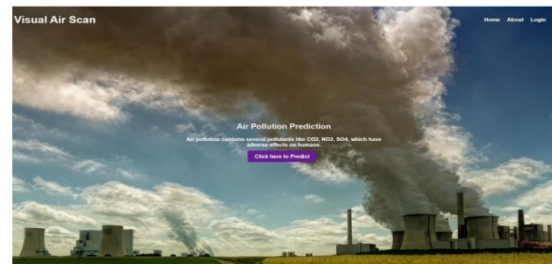 Visual Air Scan
Home About Login
Air Pollution Prediction
Air pollution contains several pollutants like CO2, NO2, SO4, which have
adverse effects on humans.
Click here to Predict